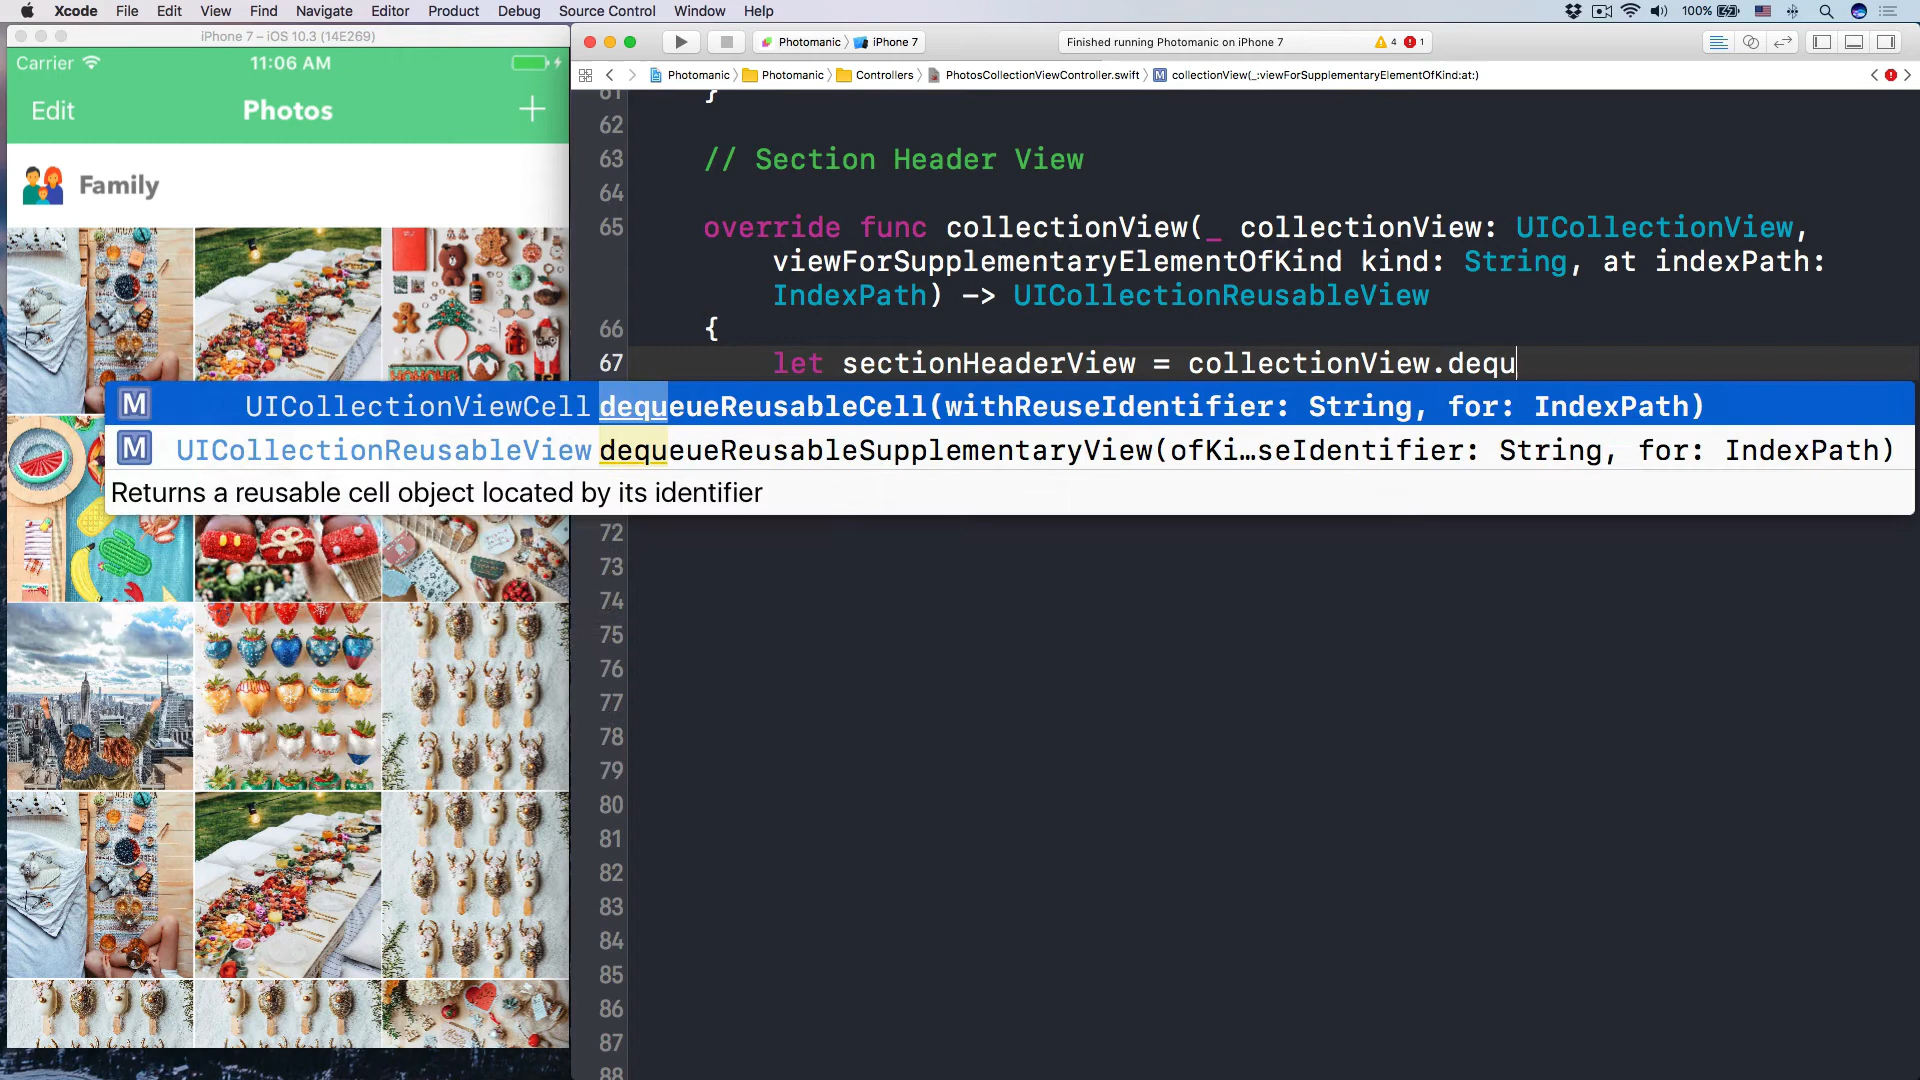 Xcode File Edit View Find Navigate Editor Product Debug Source Control Window Help 100%
iPhone 7 – iOS 10.3 (14E269)
Carrier 11:06 AM
Edit Photos +
Family
Photomanic iPhone 7 Finished running Photomanic on iPhone 7 4 1
Photomanic Photomanic Controllers PhotosCollectionViewController.swift M collectionView(_:viewForSupplementaryElementOfKind:at:)
61 }
62
63 // Section Header View
64
65 override func collectionView(_ collectionView: UICollectionView,
viewForSupplementaryElementOfKind kind: String, at indexPath:
IndexPath) -> UICollectionReusableView
66 {
67 let sectionHeaderView = collectionView.dequ
M UICollectionViewCell dequeueReusableCell(withReuseIdentifier: String, for: IndexPath)
M UICollectionReusableView dequeueReusableSupplementaryView(ofKi…seIdentifier: String, for: IndexPath)
Returns a reusable cell object located by its identifier
72
73
74
75
76
77
78
79
80
81
82
83
84
85
86
87
88